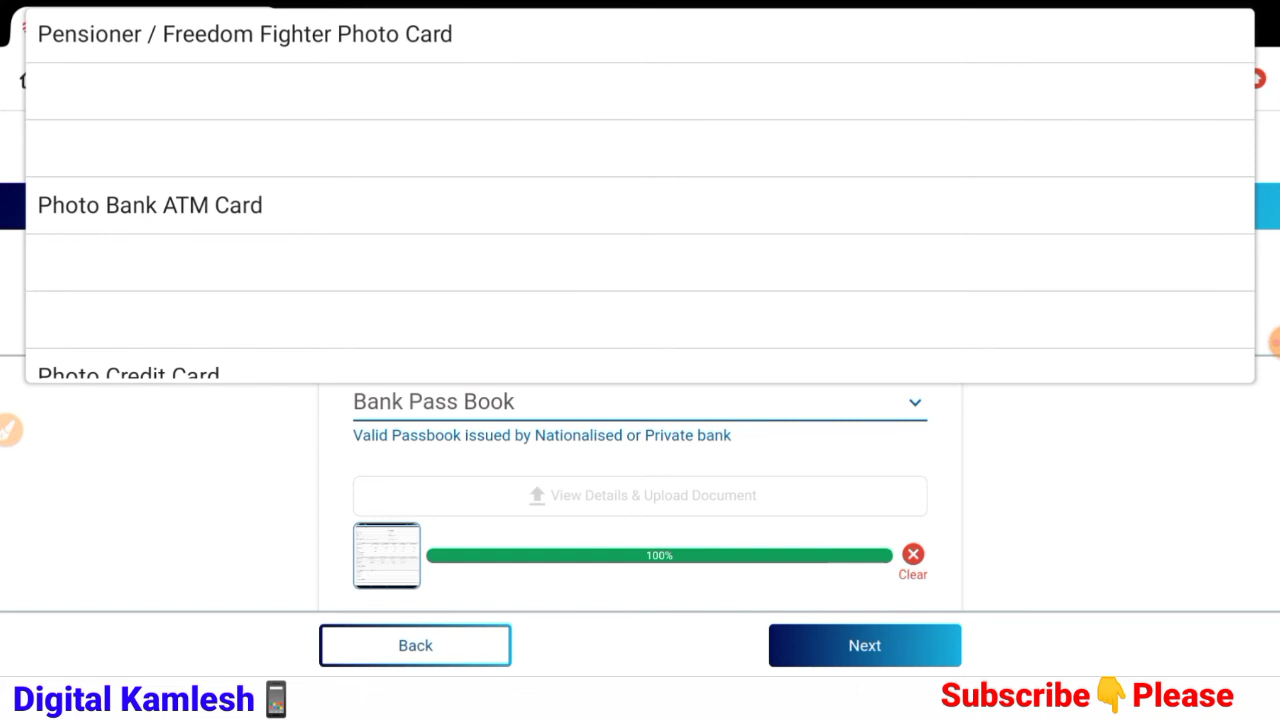 Pensioner / Freedom Fighter Photo Card
Photo Bank ATM Card
Photo Credit Card
Bank Pass Book
Valid Passbook issued by Nationalised or Private bank
View Details & Upload Document
100%
Clear
Back
Next
Digital Kamlesh
Subscribe👇Please